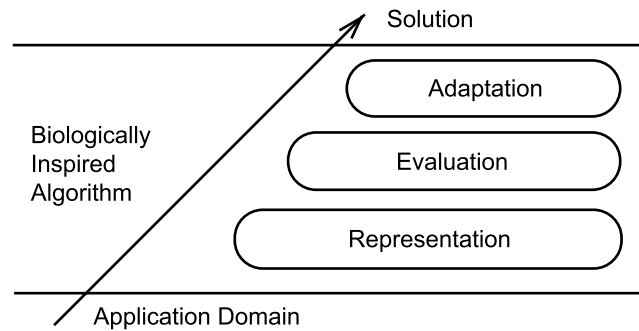 Solution
Adaptation
Biologically
Inspired
Algorithm
Evaluation
Representation
Application Domain